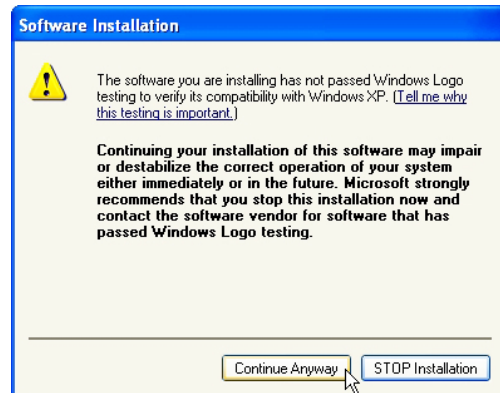 Software Installation
The software you are installing has not passed Windows Logo
testing to verify its compatibility with Windows XP. (Tell me why
this testing is important.)
Continuing your installation of this software may impair
or destabilize the correct operation of your system
either immediately or in the future. Microsoft strongly
recommends that you stop this installation now and
contact the software vendor for software that has
passed Windows Logo testing.
Continue Anyway
STOP Installation